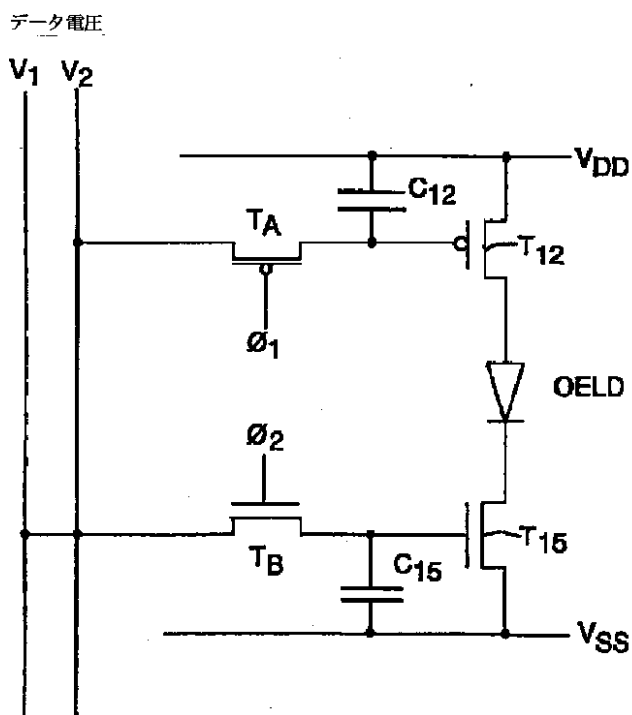 データ電圧
V1 V2
VDD
C12
TA
T12
Ø1
OELD
Ø2
T15
TB
C15
VSS